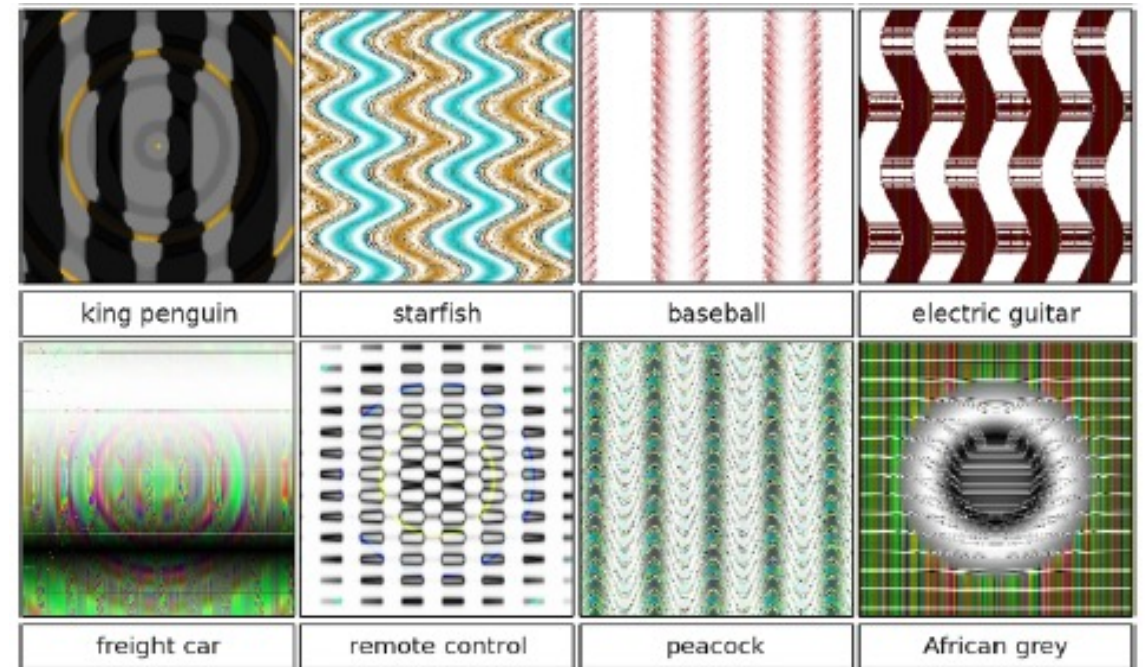 king penguin
starfish
baseball
electric guitar
freight car
remote control
peacock
African grey